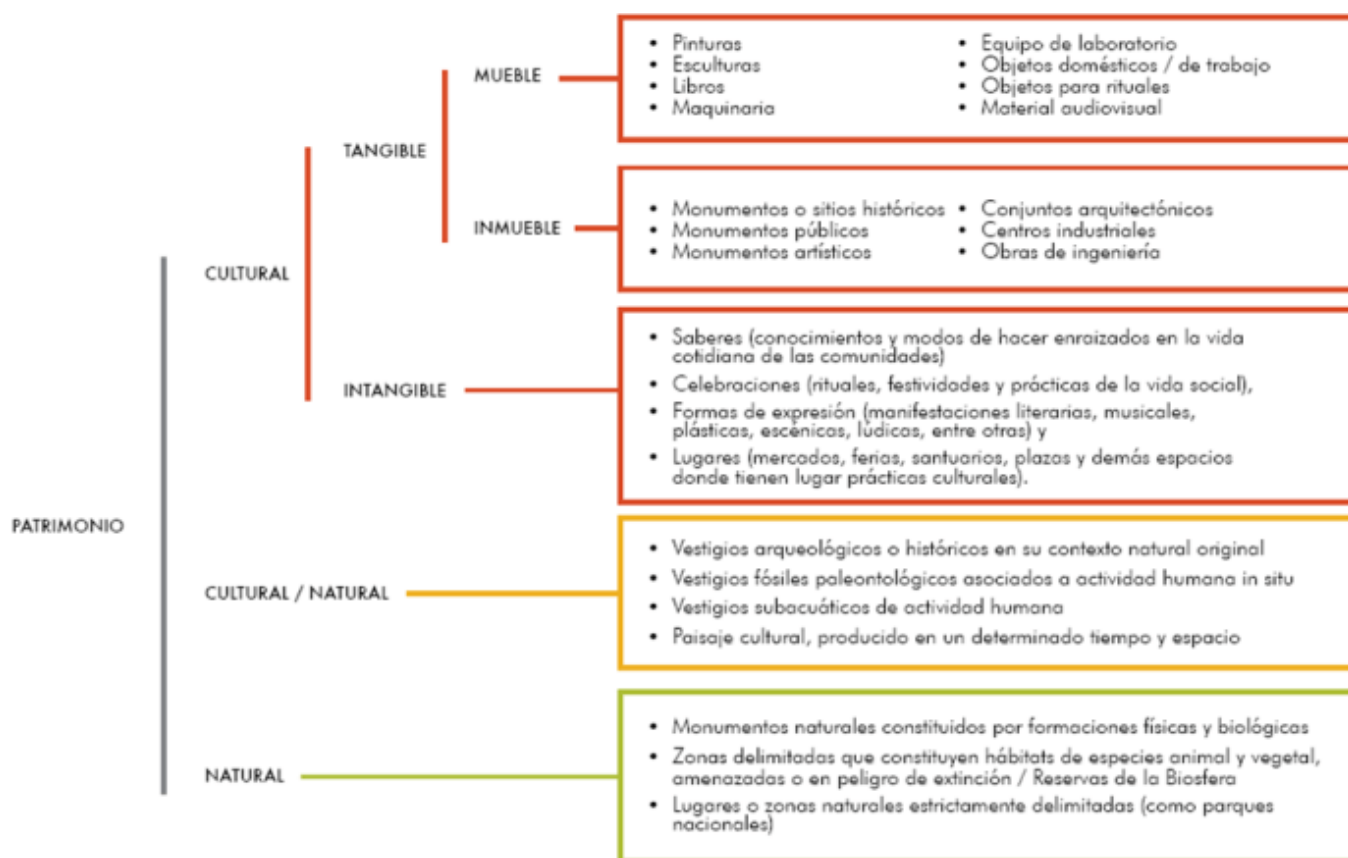 PATRIMONIO
CULTURAL
TANGIBLE
MUEBLE
• Pinturas
• Esculturas
• Libros
• Maquinaria
• Equipo de laboratorio
• Objetos domésticos / de trabajo
• Objetos para rituales
• Material audiovisual
INMUEBLE
• Monumentos o sitios históricos
• Monumentos públicos
• Monumentos artísticos
• Conjuntos arquitectónicos
• Centros industriales
• Obras de ingeniería
INTANGIBLE
• Saberes (conocimientos y modos de hacer enraizados en la vida
cotidiana de las comunidades)
• Celebraciones (rituales, festividades y prácticas de la vida social),
• Formas de expresión (manifestaciones literarias, musicales,
plásticas, escénicas, lúdicas, entre otras) y
• Lugares (mercados, ferias, santuarios, plazas y demás espacios
donde tienen lugar prácticas culturales).
CULTURAL / NATURAL
• Vestigios arqueológicos o históricos en su contexto natural original
• Vestigios fósiles paleontológicos asociados a actividad humana in situ
• Vestigios subacuáticos de actividad humana
• Paisaje cultural, producido en un determinado tiempo y espacio
NATURAL
• Monumentos naturales constituidos por formaciones físicas y biológicas
• Zonas delimitadas que constituyen hábitats de especies animal y vegetal,
amenazadas o en peligro de extinción / Reservas de la Biosfera
• Lugares o zonas naturales estrictamente delimitadas (como parques
nacionales)